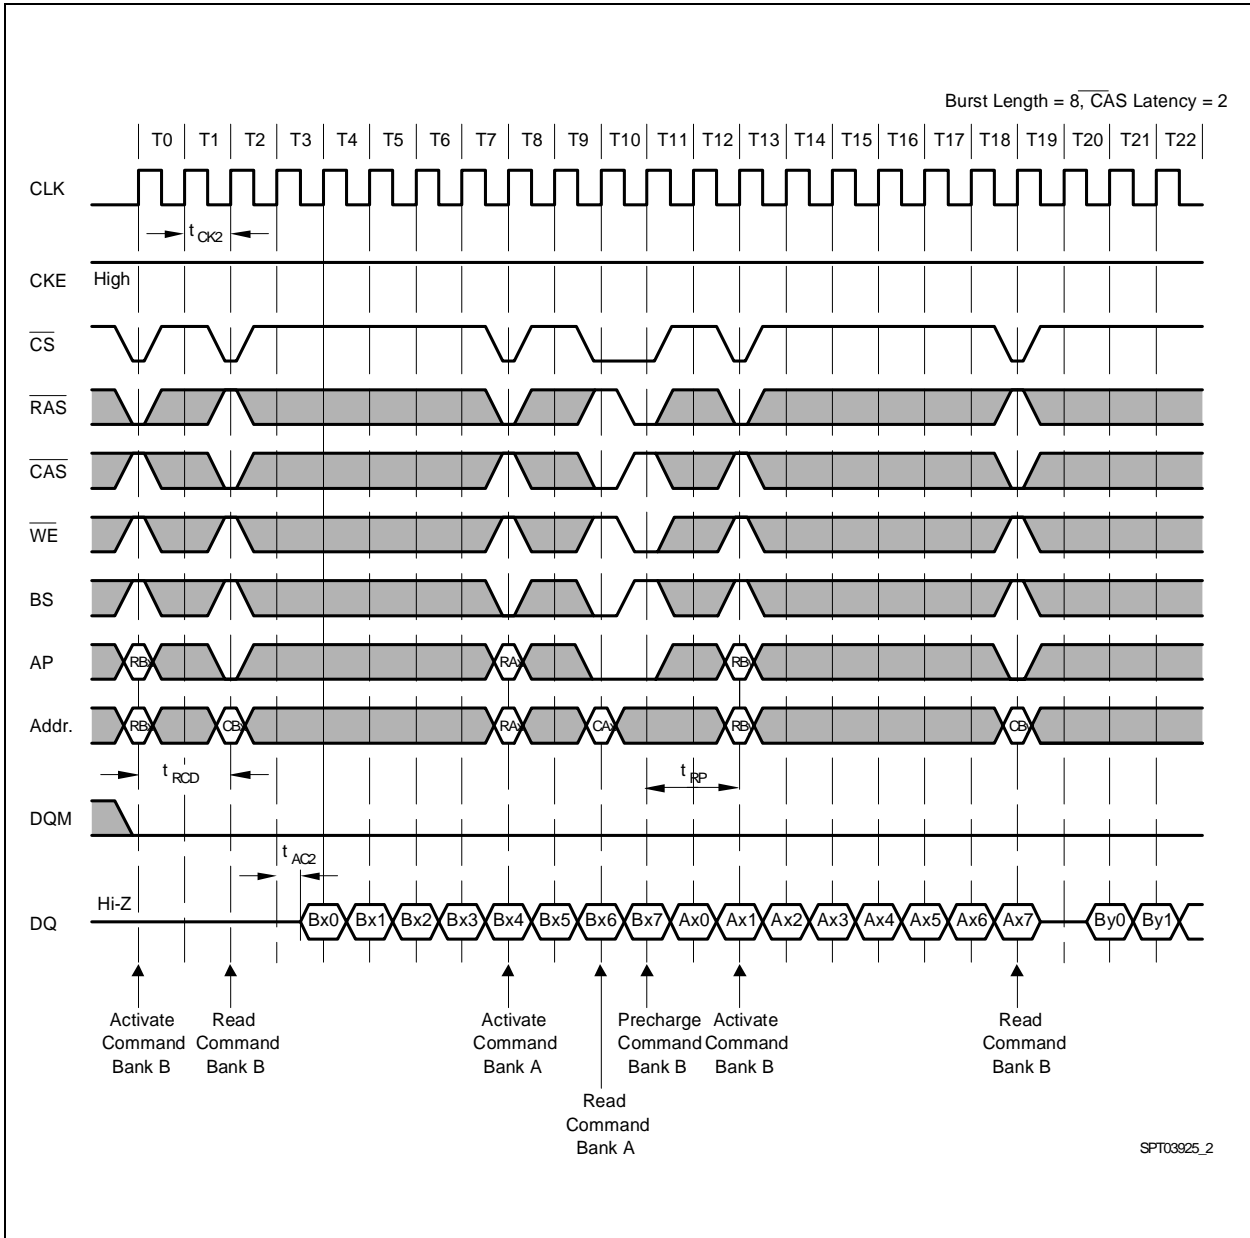 Burst Length = 8, CAS Latency = 2
T0 T1 T2 T3 T4 T5 T6 T7 T8 T9 T10 T11 T12 T13 T14 T15 T16 T17 T18 T19 T20 T21 T22
CLK
t CK2
CKE High
CS
RAS
CAS
WE
BS
AP RBx RAx RBy
Addr. RBx CBx RAx CAx RBy CBy
t RCD t RP
DQM
t AC2
DQ Hi-Z Bx0 Bx1 Bx2 Bx3 Bx4 Bx5 Bx6 Bx7 Ax0 Ax1 Ax2 Ax3 Ax4 Ax5 Ax6 Ax7 By0 By1
Activate Command Bank B
Read Command Bank B
Activate Command Bank A
Read Command Bank A
Precharge Command Bank B
Activate Command Bank B
Read Command Bank B
SPT03925_2